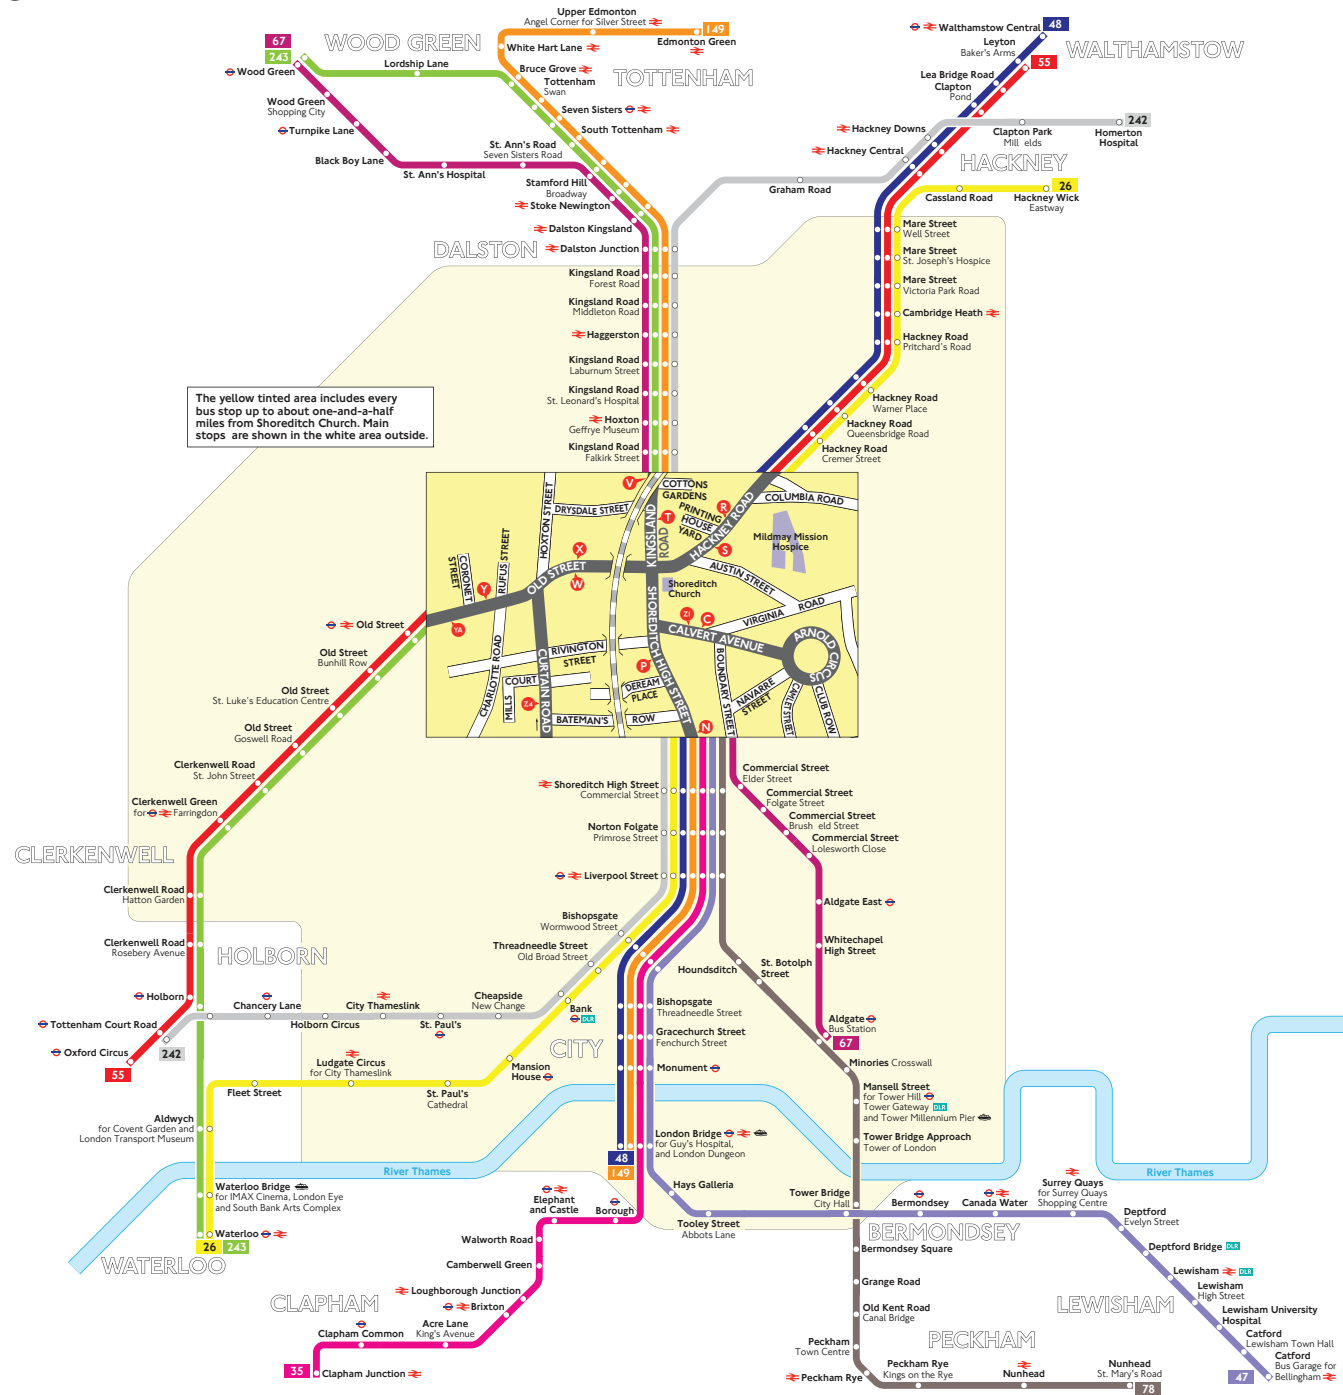 Upper Edmonton
Angel Corner for Silver Street
149
Edmonton Green
White Hart Lane
Bruce Grove
Tottenham
Swan
TOTTENHAM
Seven Sisters
South Tottenham
67
243
WOOD GREEN
Wood Green
Lordship Lane
Wood Green
Shopping City
Turnpike Lane
Black Boy Lane
St. Ann's Hospital
St. Ann's Road
Seven Sisters Road
Stamford Hill
Broadway
Stoke Newington
Dalston Kingsland
DALSTON
Dalston Junction
Kingsland Road
Forest Road
Kingsland Road
Middleton Road
Haggerston
Kingsland Road
Laburnum Street
Kingsland Road
St. Leonard's Hospital
Hoxton
Geffrye Museum
Kingsland Road
Falkirk Street
Walthamstow Central
48
Leyton
Baker's Arms
WALTHAMSTOW
55
Lea Bridge Road
Clapton
Pond
Hackney Downs
Hackney Central
Clapton Park
Mill elds
242
Homerton
Hospital
HACKNEY
Graham Road
26
Cassland Road
Hackney Wick
Eastway
Mare Street
Well Street
Mare Street
St. Joseph's Hospice
Mare Street
Victoria Park Road
Cambridge Heath
Hackney Road
Pritchard's Road
Hackney Road
Warner Place
Hackney Road
Queensbridge Road
Hackney Road
Cremer Street
The yellow tinted area includes every
bus stop up to about one-and-a-half
miles from Shoreditch Church. Main
stops are shown in the white area outside.
V
COTTONS
GARDENS
COLUMBIA ROAD
HOXTON STREET
DRYSDALE STREET
KINGSLAND
ROAD
T
PRINTING
HOUSE
YARD
R
HACKNEY ROAD
S
Mildmay Mission
Hospice
CORONET
STREET
RUFUS STREET
X
OLD STREET
W
Y
YA
AUSTIN STREET
Shoreditch
Church
VIRGINIA ROAD
Z1
C
CALVERT AVENUE
ARNOLD CIRCUS
SHOREDITCH HIGH STREET
RIVINGTON
STREET
CHARLOTTE ROAD
CURTAIN ROAD
P
DEREAM
PLACE
MILLS
COURT
Z4
BATEMAN'S
ROW
BOUNDARY STREET
NAVARRE
STREET
CAMLET STREET
CLUB ROW
N
Old Street
Old Street
Bunhill Row
Old Street
St. Luke's Education Centre
Old Street
Goswell Road
Clerkenwell Road
St. John Street
Clerkenwell Green
for Farringdon
CLERKENWELL
Clerkenwell Road
Hatton Garden
Clerkenwell Road
Rosebery Avenue
HOLBORN
Holborn
Tottenham Court Road
Oxford Circus
55
242
Chancery Lane
Holborn Circus
City Thameslink
St. Paul's
Cheapside
New Change
Bank
DLR
Threadneedle Street
Old Broad Street
Bishopsgate
Wormwood Street
Shoreditch High Street
Commercial Street
Norton Folgate
Primrose Street
Liverpool Street
Commercial Street
Elder Street
Commercial Street
Folgate Street
Commercial Street
Brush eld Street
Commercial Street
Lolesworth Close
Aldgate East
Whitechapel
High Street
Aldgate
Bus Station
67
Houndsditch
St. Botolph
Street
Bishopsgate
Threadneedle Street
Gracechurch Street
Fenchurch Street
Monument
CITY
Mansion
House
St. Paul's
Cathedral
Ludgate Circus
for City Thameslink
Fleet Street
Aldwych
for Covent Garden and
London Transport Museum
Waterloo Bridge
for IMAX Cinema, London Eye
and South Bank Arts Complex
Waterloo
26
243
WATERLOO
River Thames
London Bridge
for Guy's Hospital,
and London Dungeon
48
149
Minories Crosswall
Mansell Street
for Tower Hill
Tower Gateway DLR
and Tower Millennium Pier
Tower Bridge Approach
Tower of London
River Thames
Hays Galleria
Tooley Street
Abbots Lane
Tower Bridge
City Hall
Bermondsey
Canada Water
Surrey Quays
for Surrey Quays
Shopping Centre
BERMONDSEY
Deptford
Evelyn Street
Deptford Bridge DLR
Lewisham DLR
Lewisham
High Street
LEWISHAM
Lewisham University
Hospital
Catford
Lewisham Town Hall
Catford
Bus Garage for
Bellingham
47
Bermondsey Square
Grange Road
Old Kent Road
Canal Bridge
Peckham
Town Centre
PECKHAM
Peckham Rye
Peckham Rye
Kings on the Rye
Nunhead
Nunhead
St. Mary's Road
78
Elephant
and Castle
Borough
Walworth Road
Camberwell Green
Loughborough Junction
Brixton
CLAPHAM
Acre Lane
King's Avenue
Clapham Common
35
Clapham Junction